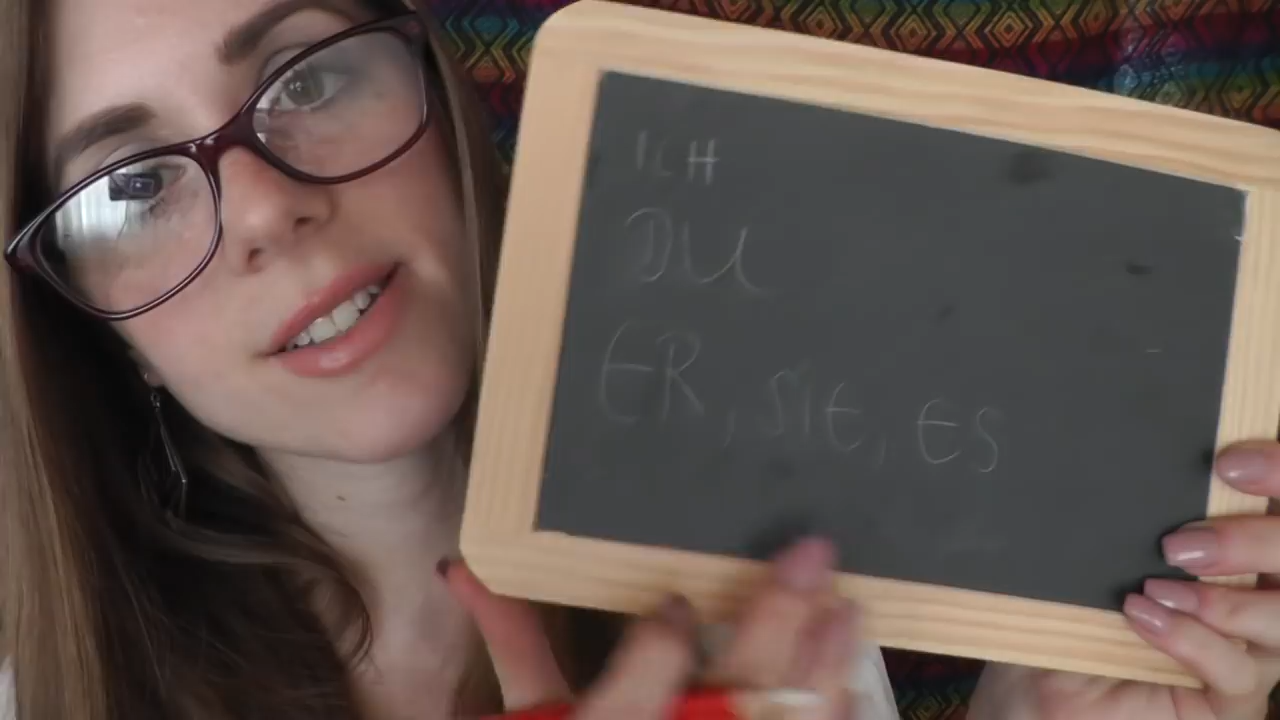 ICH
DU
ER, SIE, ES